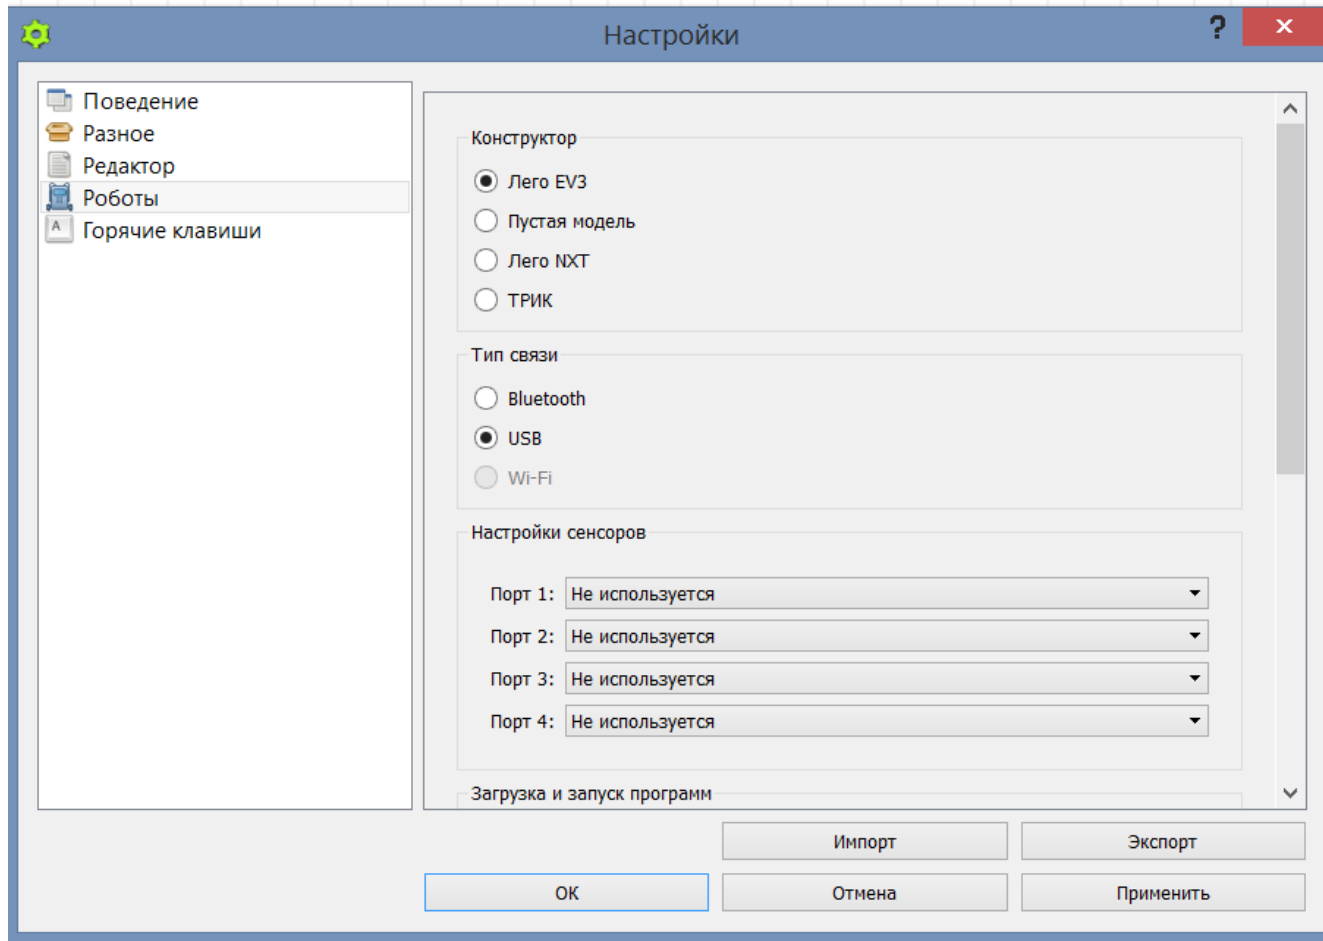 Настройки
?
Поведение
Разное
Редактор
Роботы
Горячие клавиши
Конструктор
Лего EV3
Пустая модель
Лего NXT
ТРИК
Тип связи
Bluetooth
USB
Wi-Fi
Настройки сенсоров
Порт 1: Не используется
Порт 2: Не используется
Порт 3: Не используется
Порт 4: Не используется
Загрузка и запуск программ
Импорт Экспорт
ОК Отмена Применить